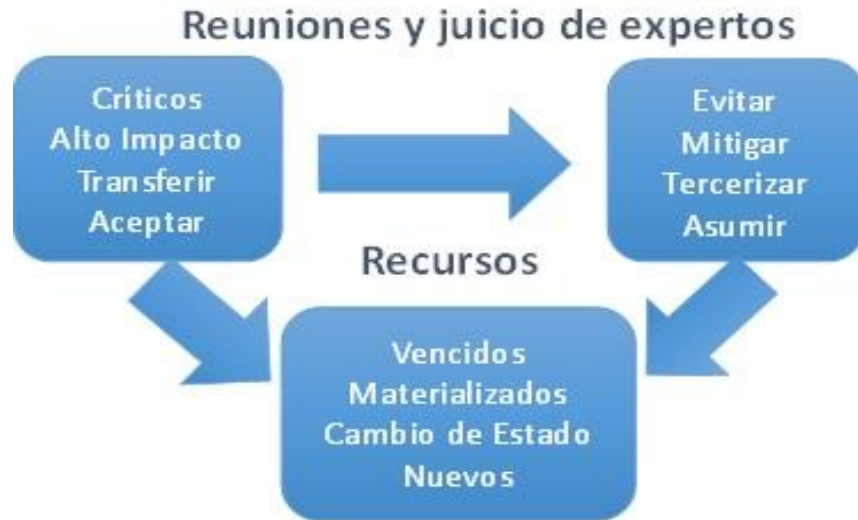 Reuniones y juicio de expertos
Críticos
Alto Impacto
Transferir
Aceptar
Evitar
Mitigar
Tercerizar
Asumir
Recursos
Vencidos
Materializados
Cambio de Estado
Nuevos